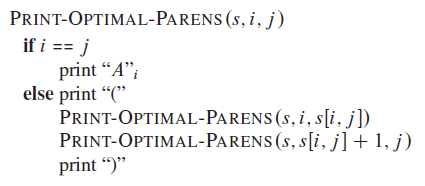 PRINT-OPTIMAL-PARENS(s, i, j)
if i == j
print “A”ᵢ
else print “(”
PRINT-OPTIMAL-PARENS(s, i, s[i, j])
PRINT-OPTIMAL-PARENS(s, s[i, j] + 1, j)
print “)”